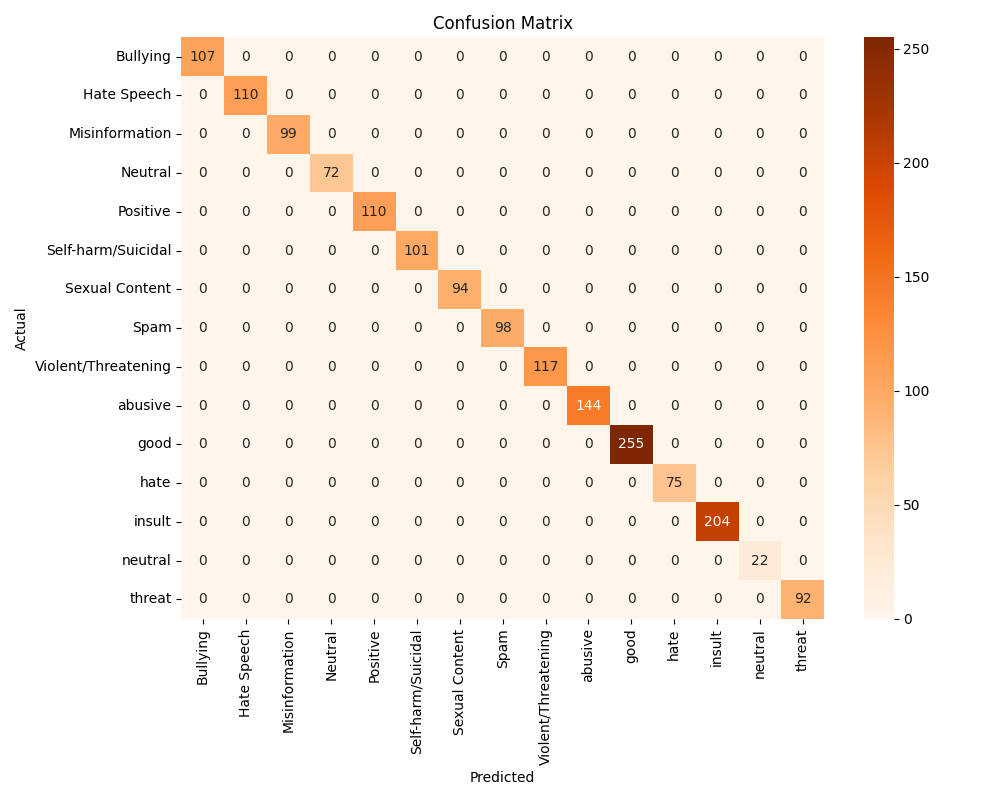 Confusion Matrix
Actual
Bullying 107 0 0 0 0 0 0 0 0 0 0 0 0 0 0
Hate Speech 0 110 0 0 0 0 0 0 0 0 0 0 0 0 0
Misinformation 0 0 99 0 0 0 0 0 0 0 0 0 0 0 0
Neutral 0 0 0 72 0 0 0 0 0 0 0 0 0 0 0
Positive 0 0 0 0 110 0 0 0 0 0 0 0 0 0 0
Self-harm/Suicidal 0 0 0 0 0 101 0 0 0 0 0 0 0 0 0
Sexual Content 0 0 0 0 0 0 94 0 0 0 0 0 0 0 0
Spam 0 0 0 0 0 0 0 98 0 0 0 0 0 0 0
Violent/Threatening 0 0 0 0 0 0 0 0 117 0 0 0 0 0 0
abusive 0 0 0 0 0 0 0 0 0 144 0 0 0 0 0
good 0 0 0 0 0 0 0 0 0 0 255 0 0 0 0
hate 0 0 0 0 0 0 0 0 0 0 0 75 0 0 0
insult 0 0 0 0 0 0 0 0 0 0 0 0 204 0 0
neutral 0 0 0 0 0 0 0 0 0 0 0 0 0 22 0
threat 0 0 0 0 0 0 0 0 0 0 0 0 0 0 92
Bullying
Hate Speech
Misinformation
Neutral
Positive
Self-harm/Suicidal
Sexual Content
Spam
Violent/Threatening
abusive
good
hate
insult
neutral
threat
Predicted
250
200
150
100
50
0